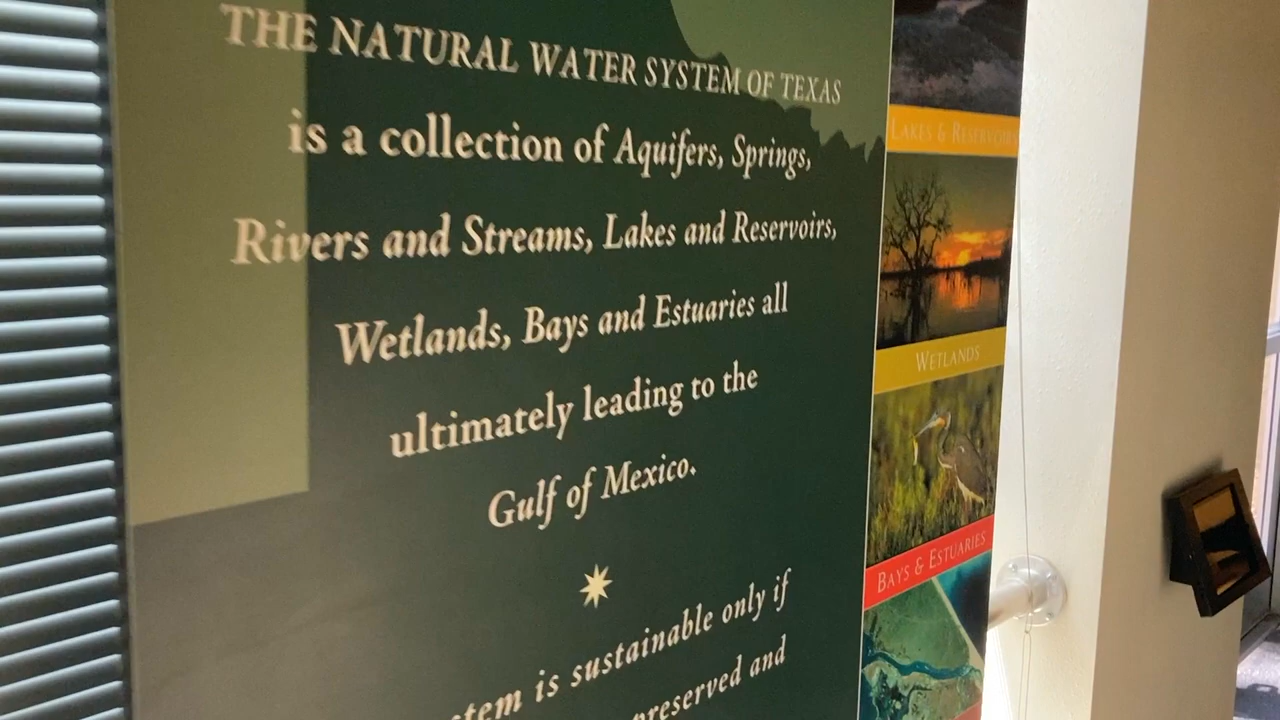 THE NATURAL WATER SYSTEM OF TEXAS
is a collection of Aquifers, Springs,
Rivers and Streams, Lakes and Reservoirs,
Wetlands, Bays and Estuaries all
ultimately leading to the
Gulf of Mexico.
is sustainable only if
preserved and
LAKES & RESERVOIRS
WETLANDS
BAYS & ESTUARIES